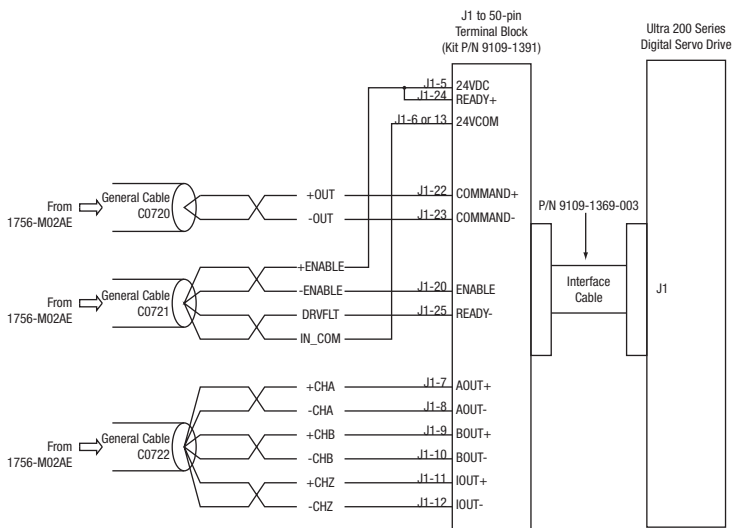 J1 to 50-pin
Terminal Block
(Kit P/N 9109-1391)
Ultra 200 Series
Digital Servo Drive
J1-5 24VDC
J1-24 READY+
J1-6 or 13 24VCOM
From
1756-M02AE
General Cable
C0720
+OUT J1-22 COMMAND+
-OUT J1-23 COMMAND-
P/N 9109-1369-003
Interface
Cable
J1
From
1756-M02AE
General Cable
C0721
+ENABLE
-ENABLE J1-20 ENABLE
DRVFLT J1-25 READY-
IN_COM
From
1756-M02AE
General Cable
C0722
+CHA J1-7 AOUT+
-CHA J1-8 AOUT-
+CHB J1-9 BOUT+
-CHB J1-10 BOUT-
+CHZ J1-11 IOUT+
-CHZ J1-12 IOUT-